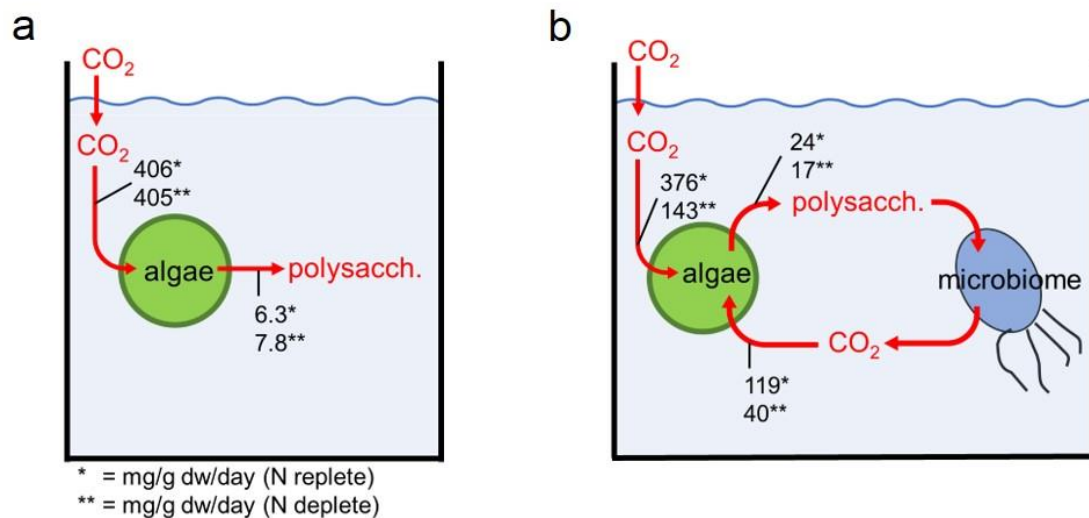 a
CO₂
CO₂
406*
405**
algae
polysacch.
6.3*
7.8**
* = mg/g dw/day (N replete)
** = mg/g dw/day (N deplete)
b
CO₂
CO₂
24*
17**
376*
143**
polysacch.
algae
microbiome
CO₂
119*
40**